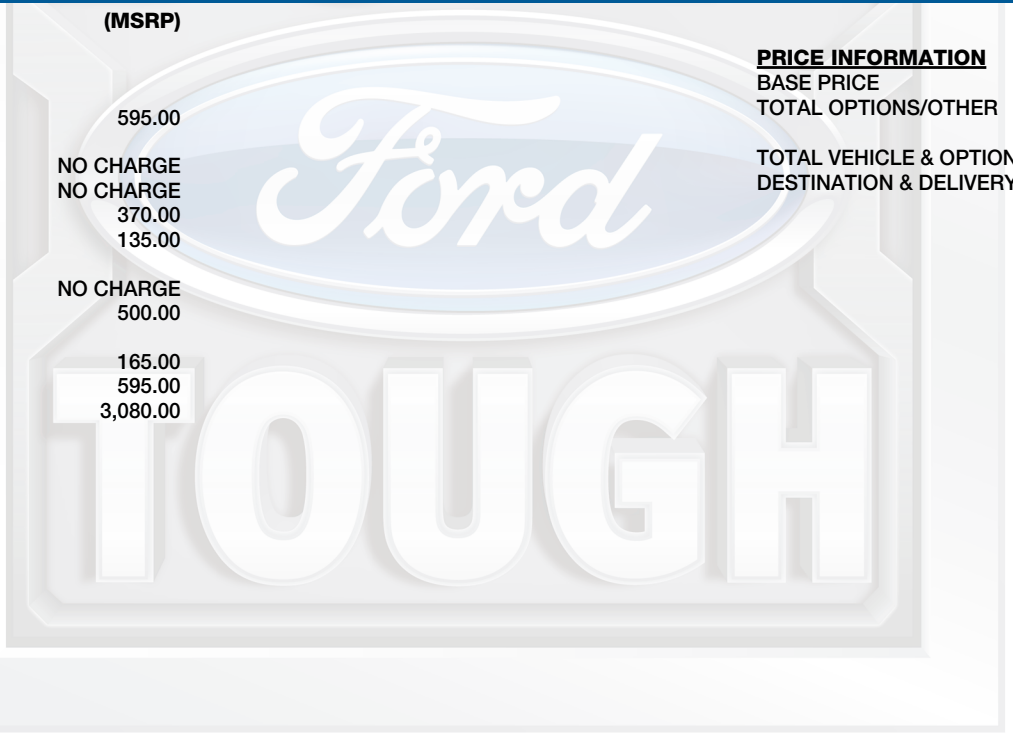 (MSRP)
595.00
NO CHARGE
NO CHARGE
370.00
135.00
NO CHARGE
500.00
165.00
595.00
3,080.00
PRICE INFORMATION
BASE PRICE
TOTAL OPTIONS/OTHER
TOTAL VEHICLE & OPTION
DESTINATION & DELIVERY
Ford
TOUGH